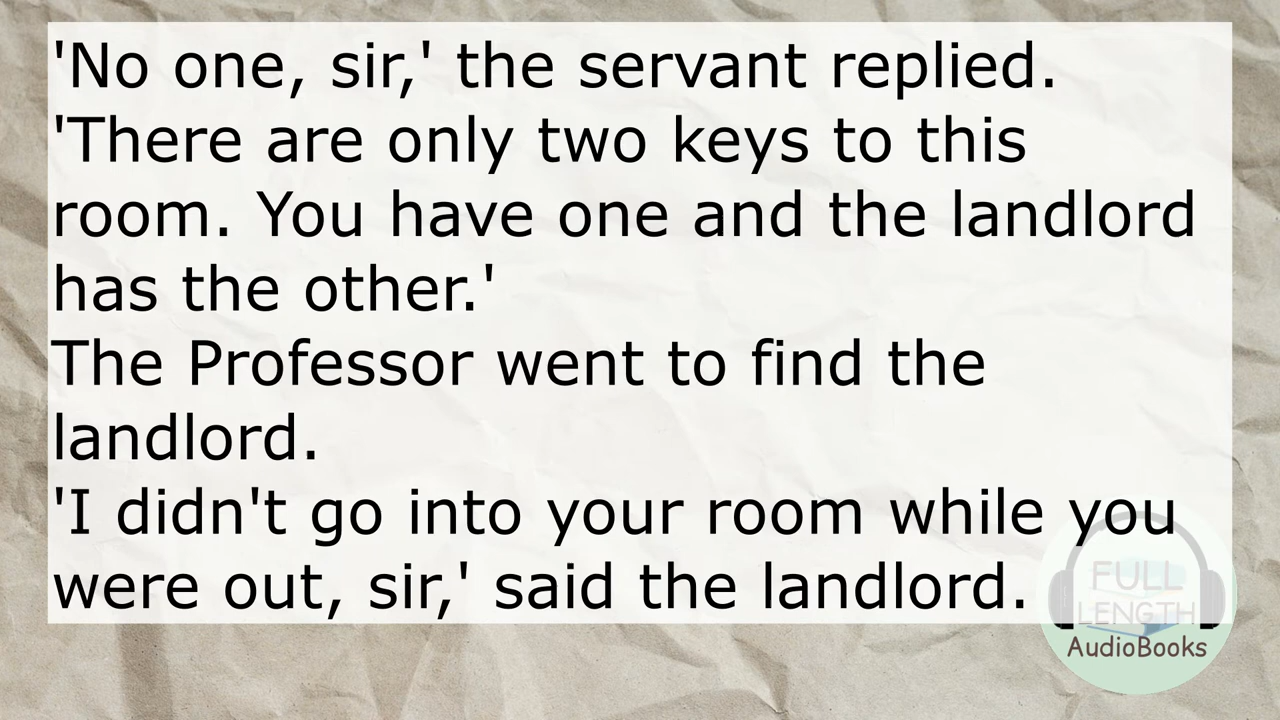 'No one, sir,' the servant replied.
'There are only two keys to this
room. You have one and the landlord
has the other.'
The Professor went to find the
landlord.
'I didn't go into your room while you
were out, sir,' said the landlord.
FULL
LENGTH
AudioBooks